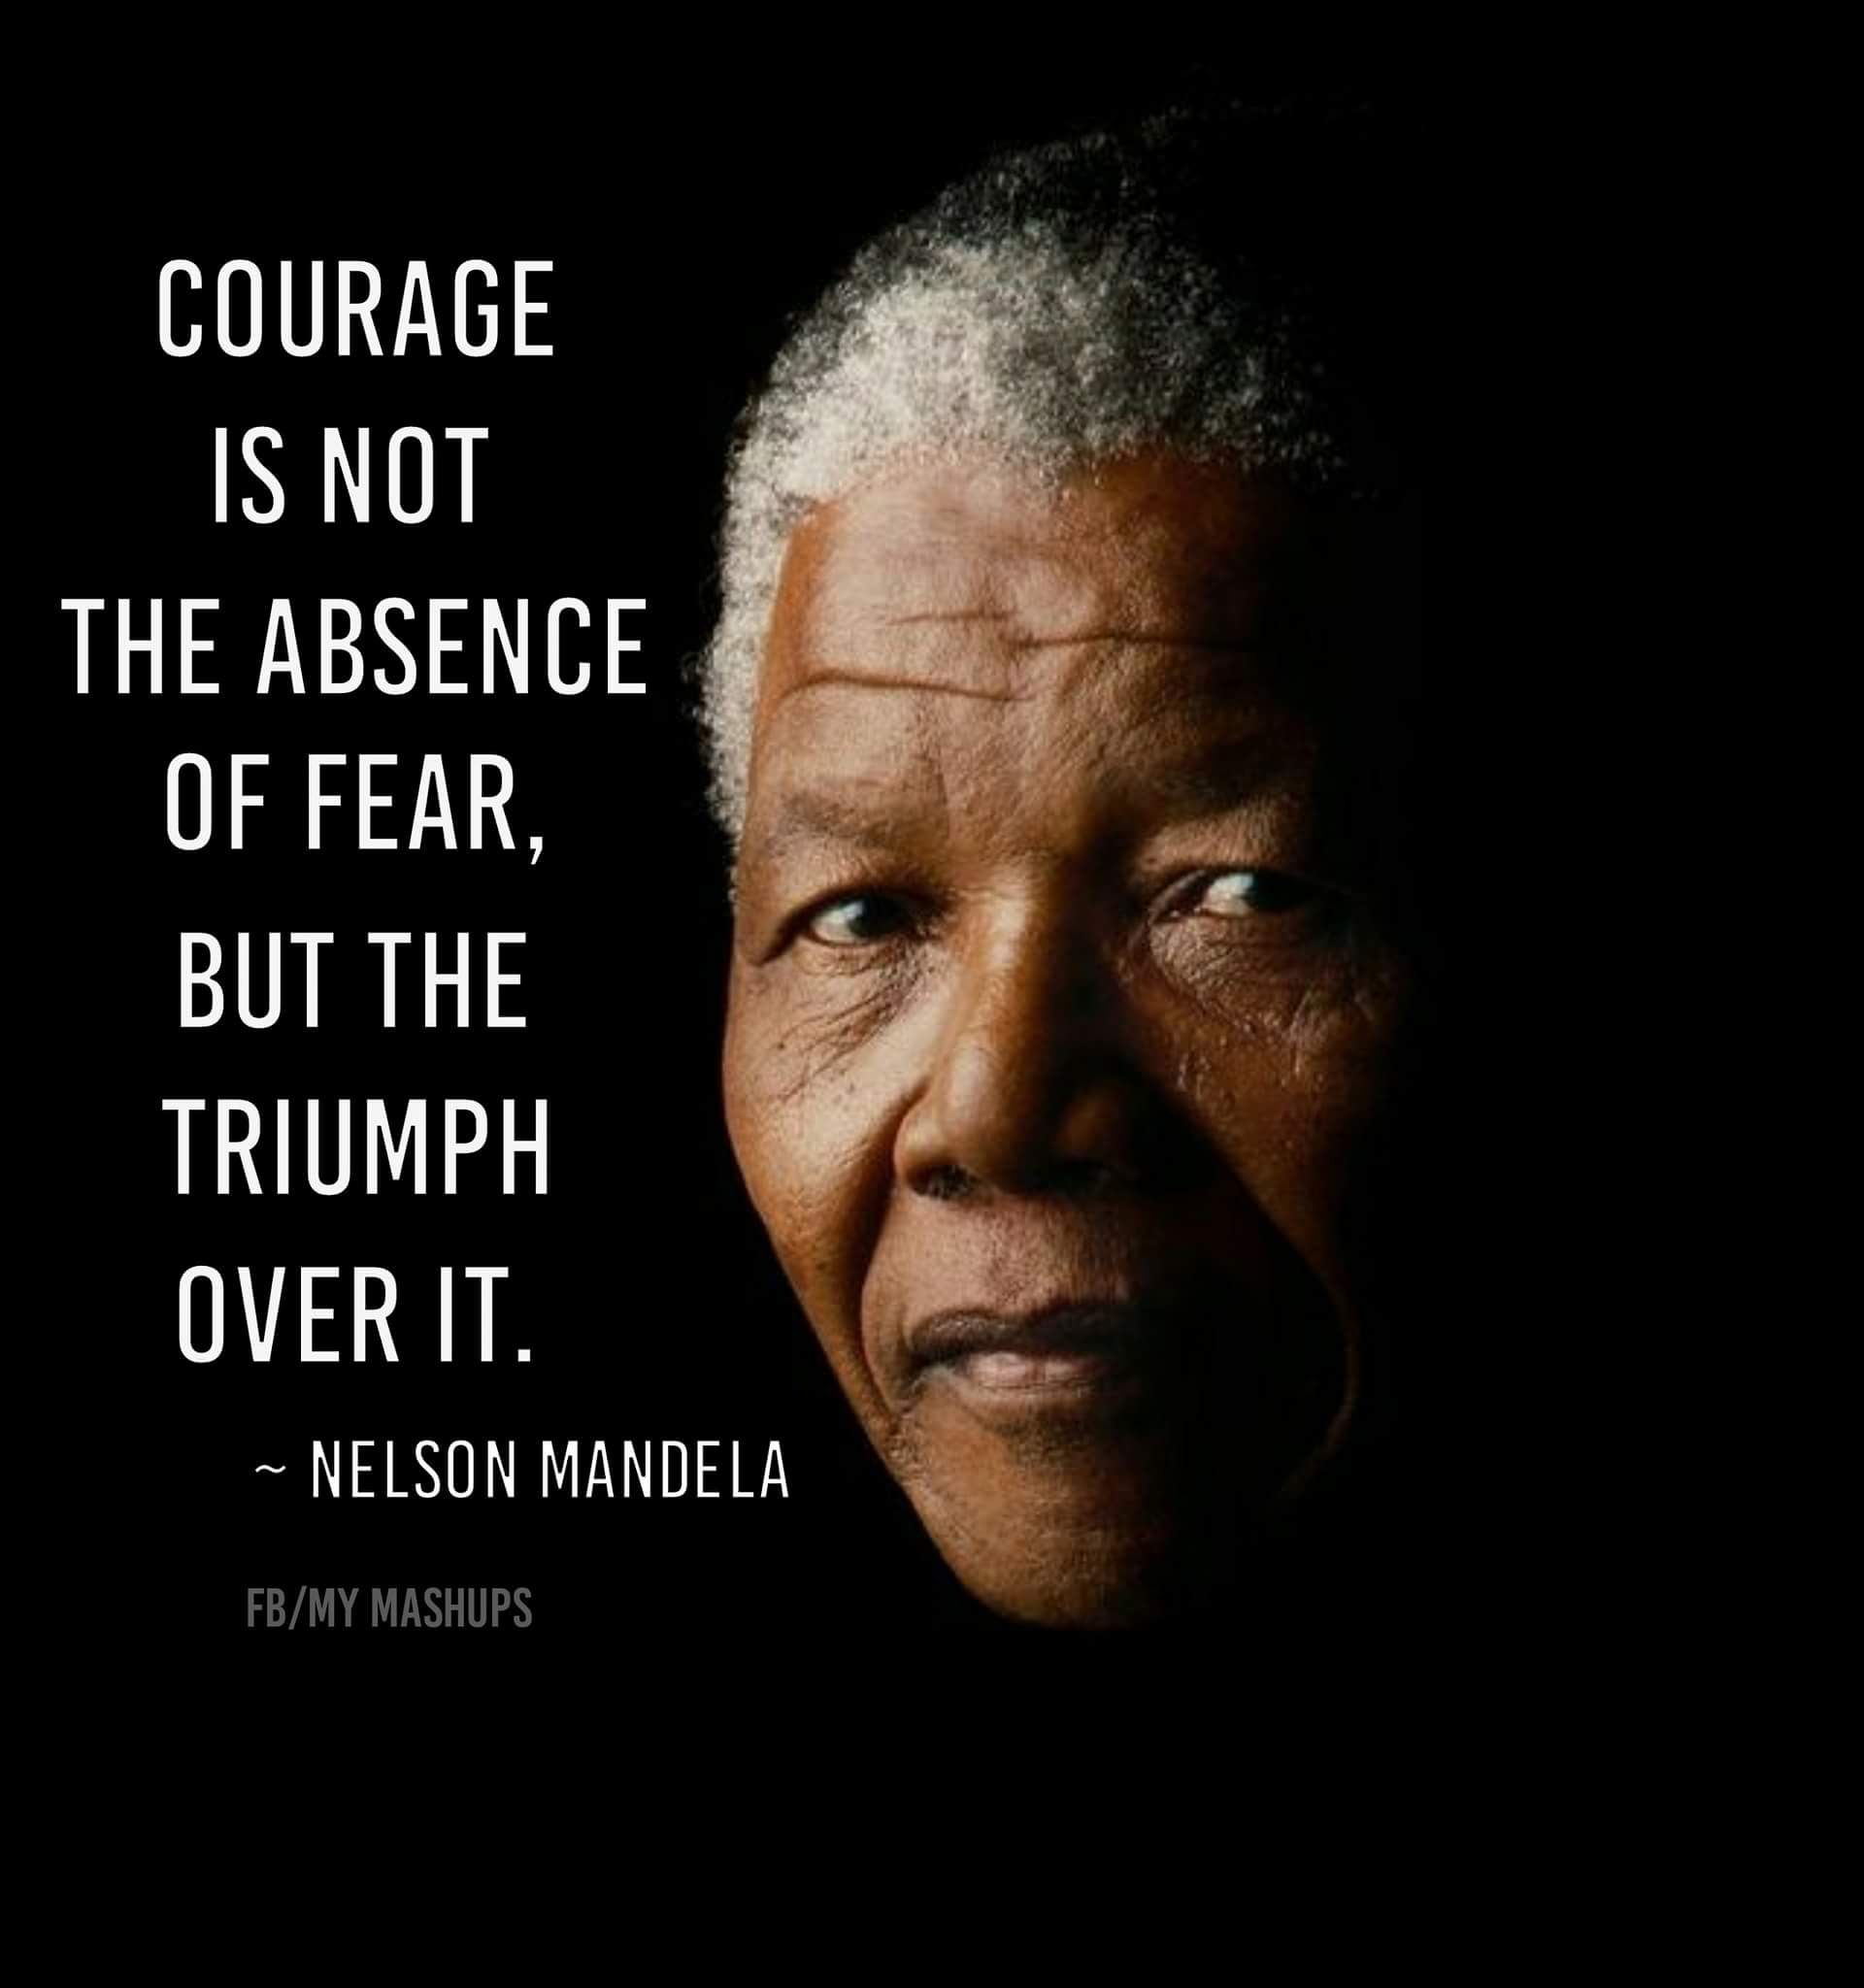 COURAGE
IS NOT
THE ABSENCE
OF FEAR,
BUT THE
TRIUMPH
OVER IT.
~ NELSON MANDELA
FB/MY MASHUPS